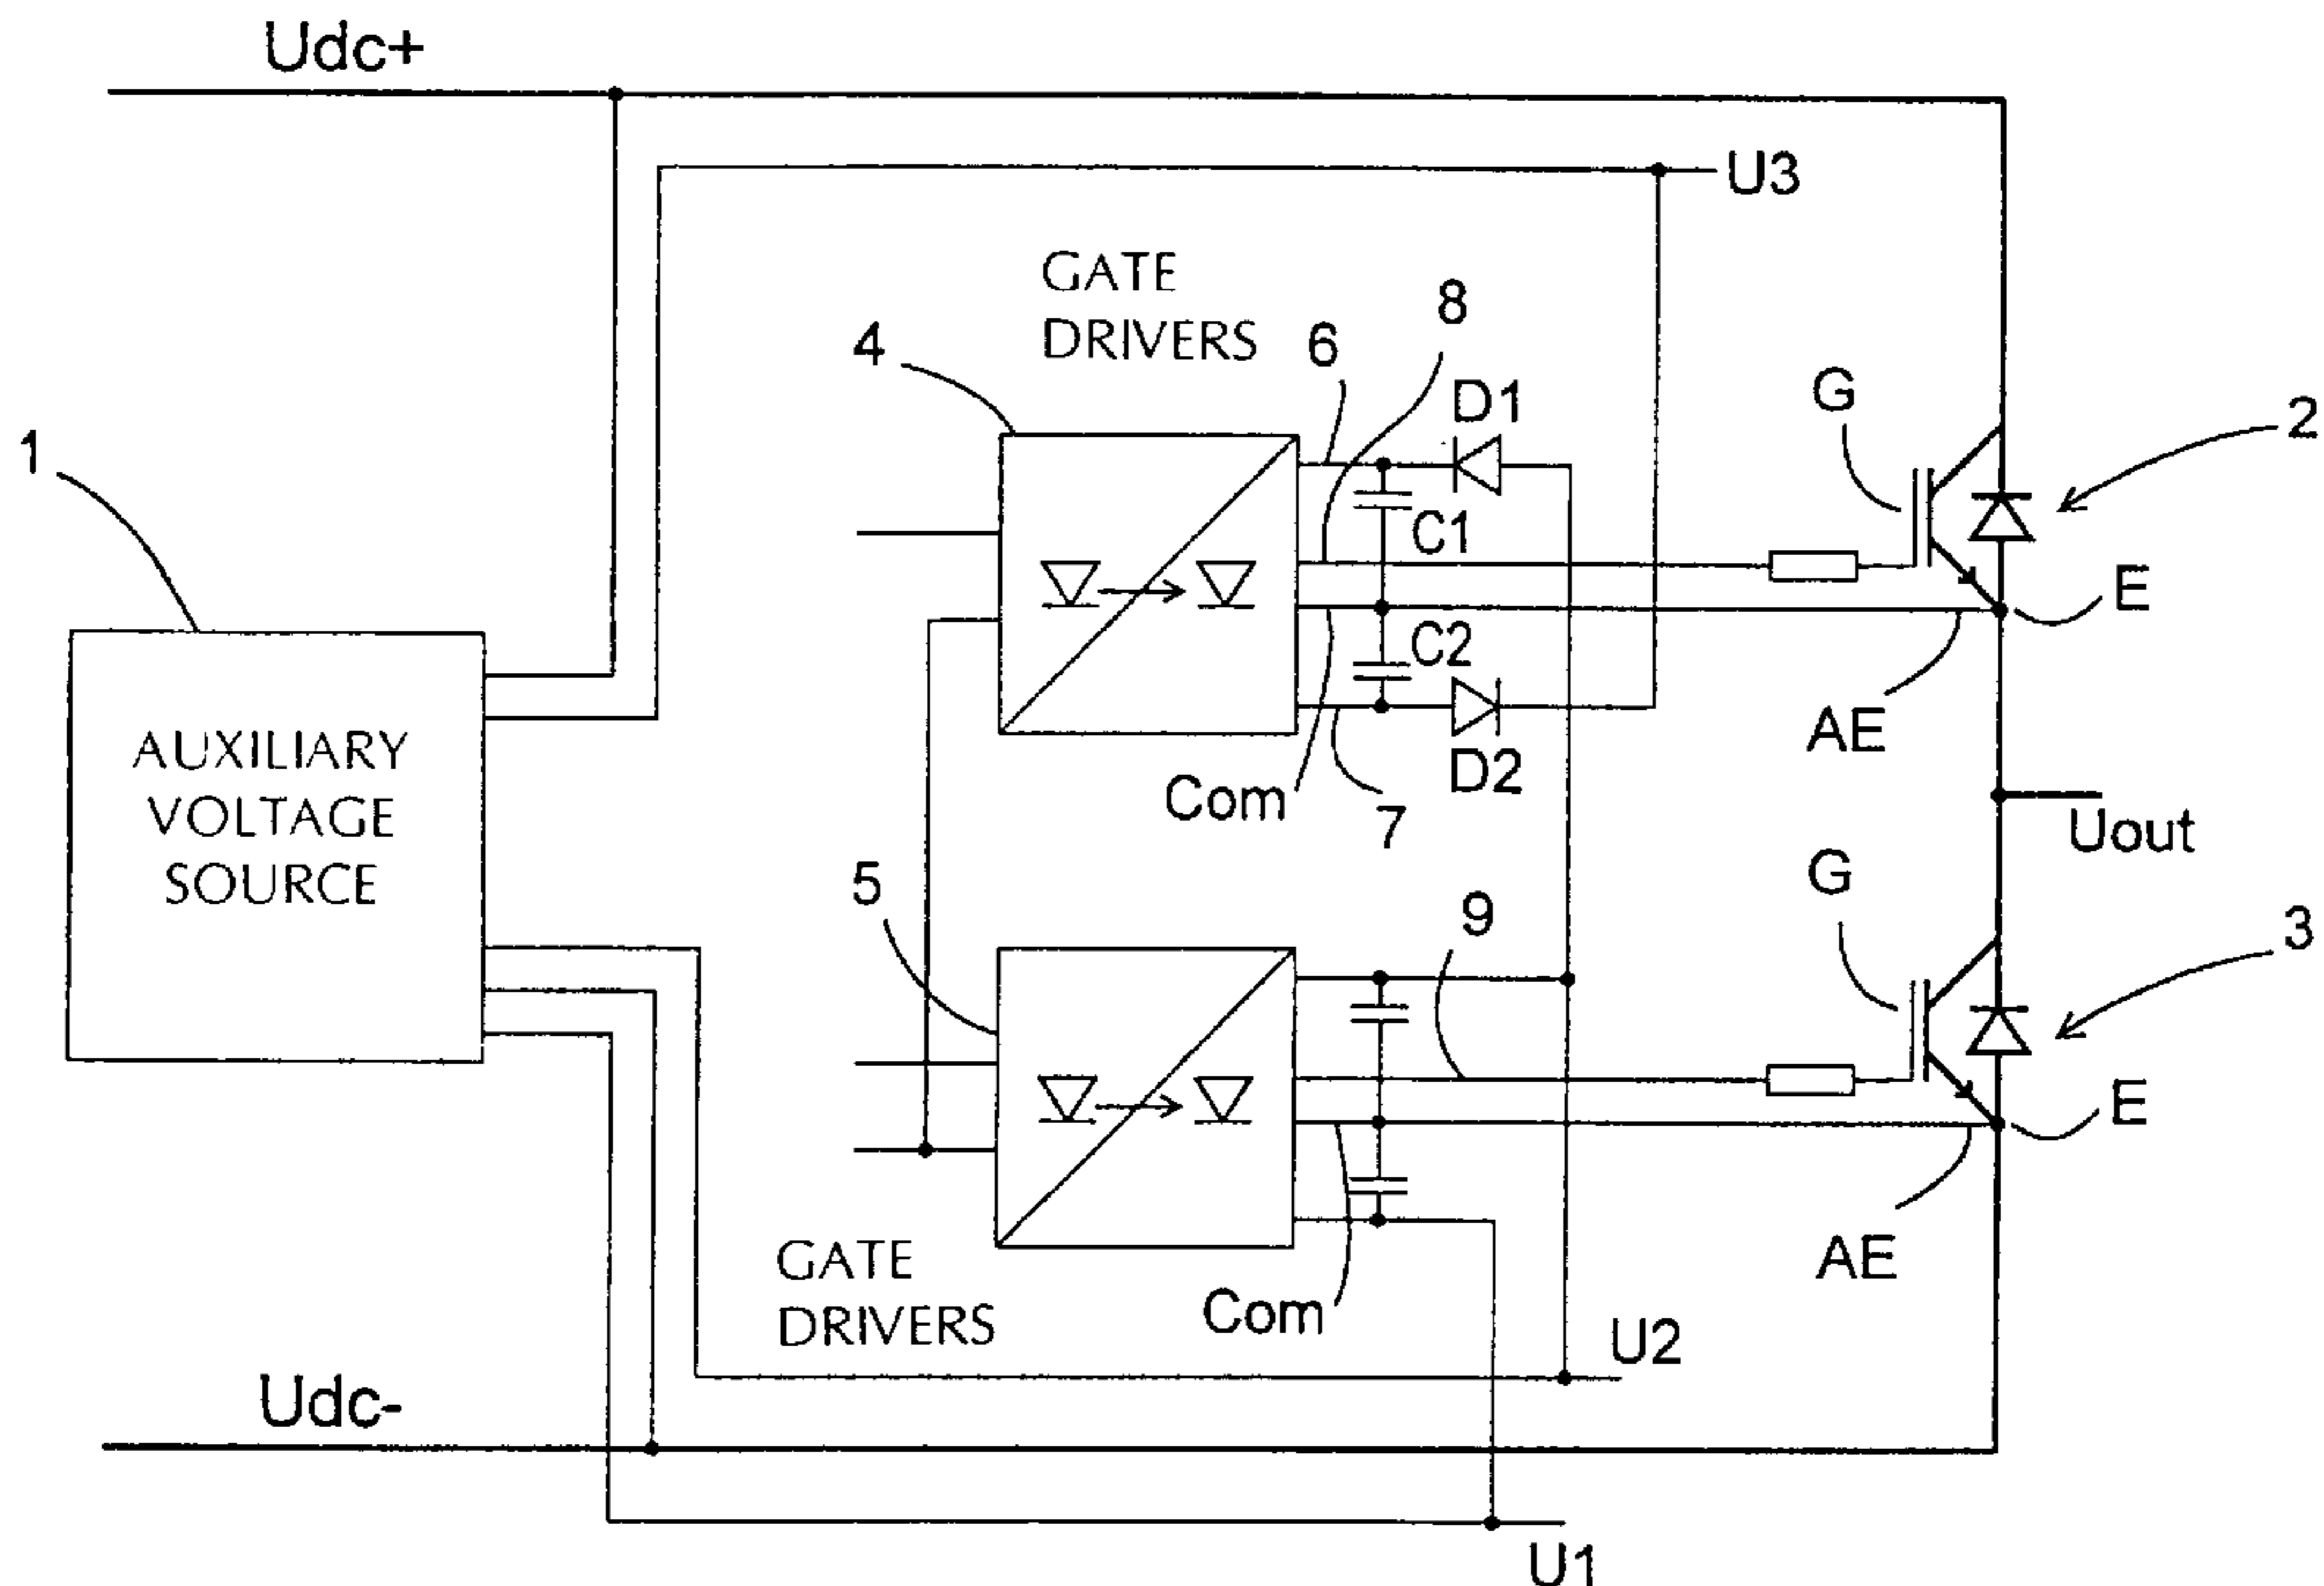 Udc+
U3
GATE
DRIVERS
8
4
6
D1
G
2
1
C1
E
C2
AUXILIARY
VOLTAGE
SOURCE
AE
D2
Com
7
Uout
5
G
9
3
E
GATE
DRIVERS
Com
AE
U2
Udc-
U1